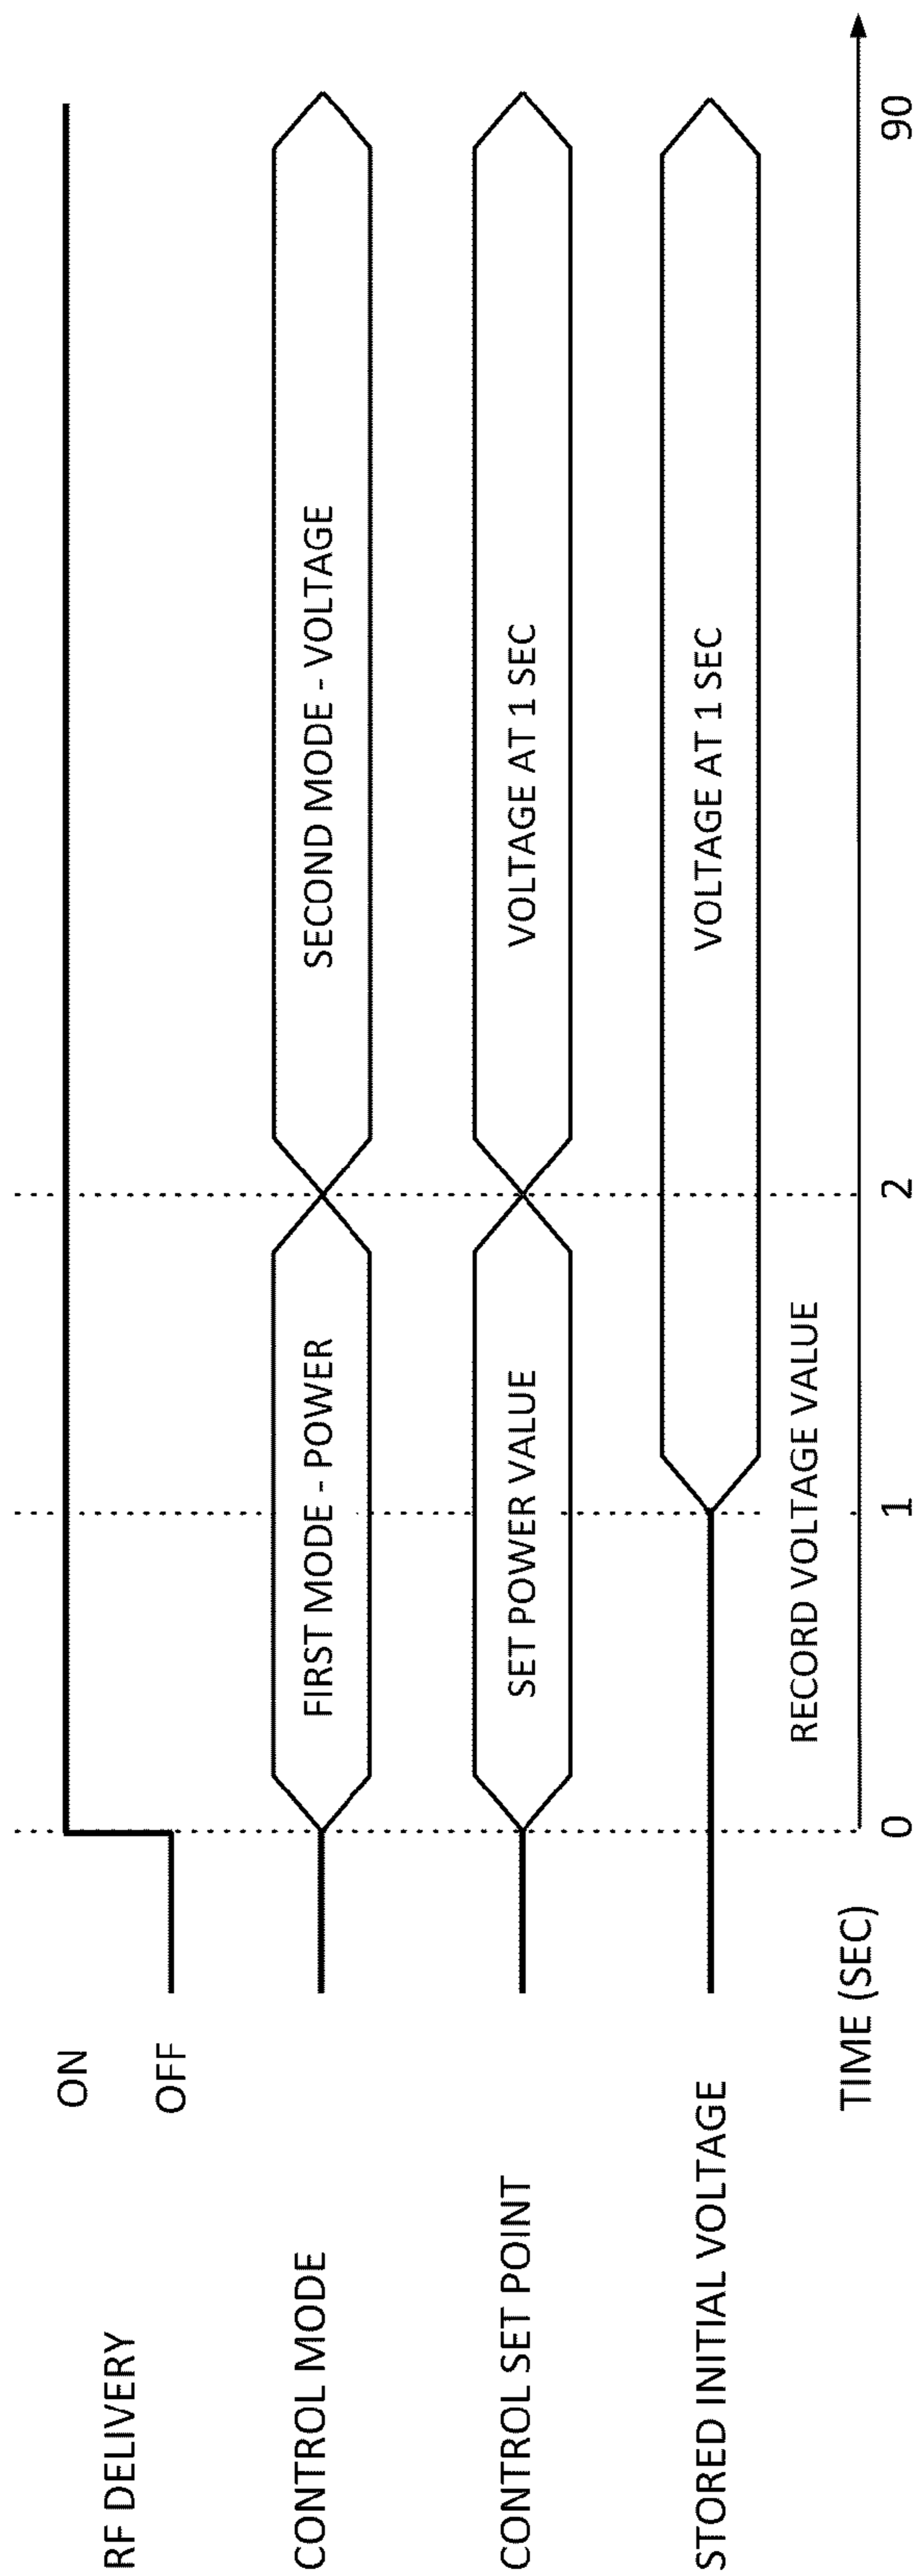 ON
RF DELIVERY
OFF
CONTROL MODE
FIRST MODE - POWER
SECOND MODE - VOLTAGE
CONTROL SET POINT
SET POWER VALUE
VOLTAGE AT 1 SEC
STORED INITIAL VOLTAGE
VOLTAGE AT 1 SEC
RECORD VOLTAGE VALUE
TIME (SEC)
0
1
2
90